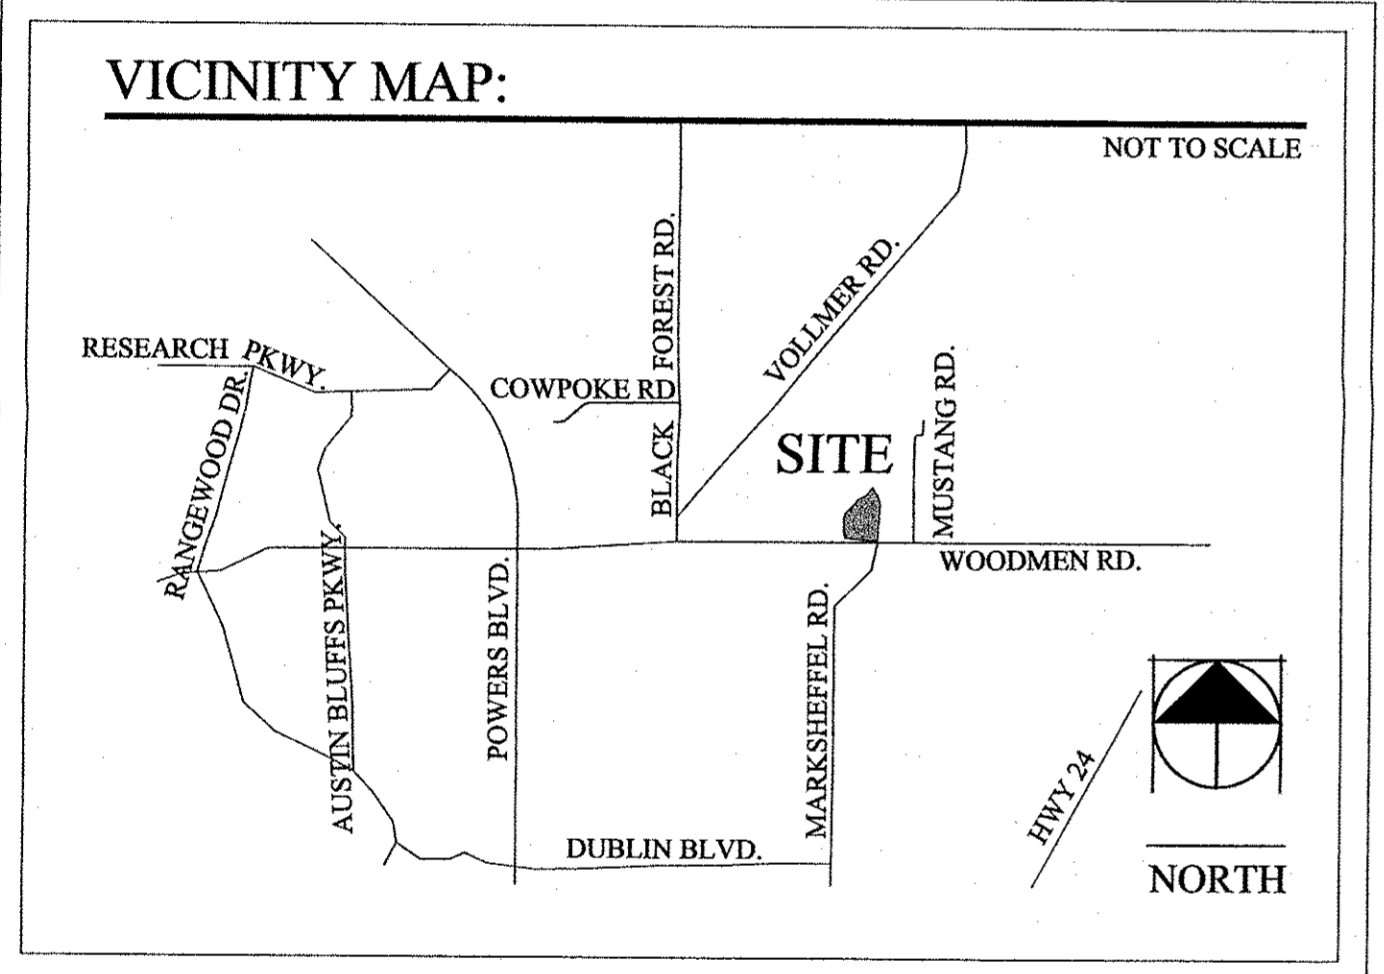 VICINITY MAP:
NOT TO SCALE
BLACK FOREST RD.
VOLLMER RD.
RESEARCH PKWY.
RANGEWOOD DR.
COWPOKE RD
MUSTANG RD.
SITE
WOODMEN RD.
AUSTIN BLUFFS PKWY.
POWERS BLVD.
MARKSHEFFEL RD.
HWY 24
DUBLIN BLVD.
NORTH